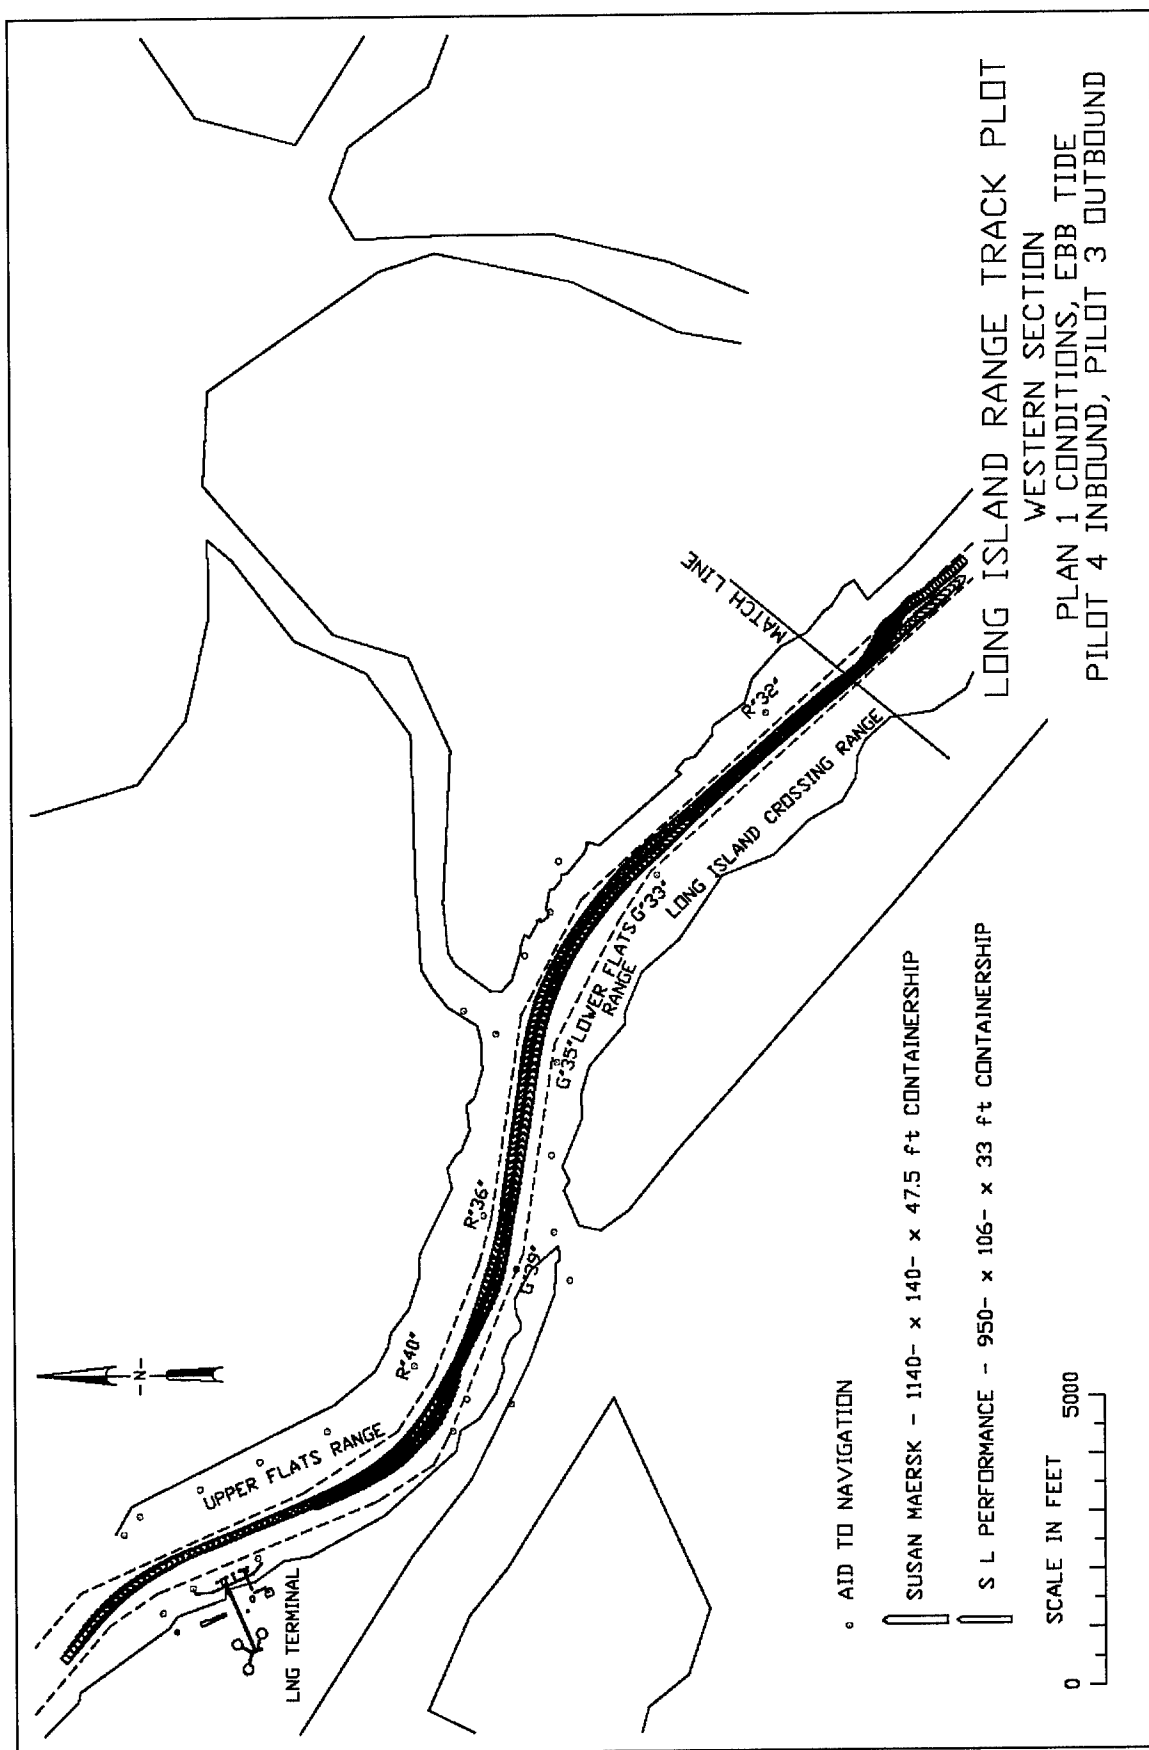 LONG ISLAND RANGE TRACK PLOT
WESTERN SECTION
PLAN 1 CONDITIONS, EBB TIDE
PILOT 4 INBOUND, PILOT 3 OUTBOUND
MATCH LINE
R"32"
LONG ISLAND CROSSING RANGE
G"33"
LOWER FLATS
RANGE
G"35"
R"36"
G"39"
R"40"
UPPER FLATS RANGE
LNG TERMINAL
-N-
AID TO NAVIGATION
SUSAN MAERSK - 1140- x 140- x 47.5 ft CONTAINERSHIP
S L PERFORMANCE - 950- x 106- x 33 ft CONTAINERSHIP
SCALE IN FEET
0 5000